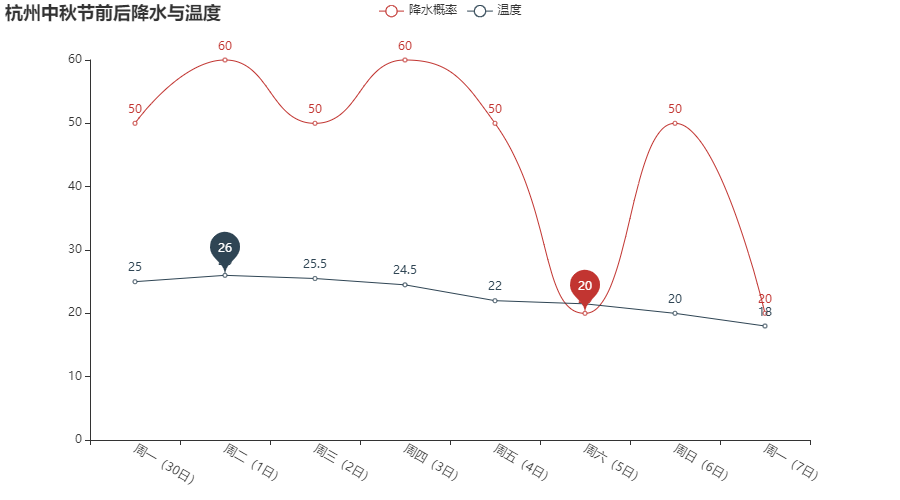 杭州中秋节前后降水与温度
降水概率 温度
60
50
40
30
20
10
0
50 60 50 60 50 20 50 20
25 26 25.5 24.5 22 20 18
周一（30日）
周二（1日）
周三（2日）
周四（3日）
周五（4日）
周六（5日）
周日（6日）
周一（7日）